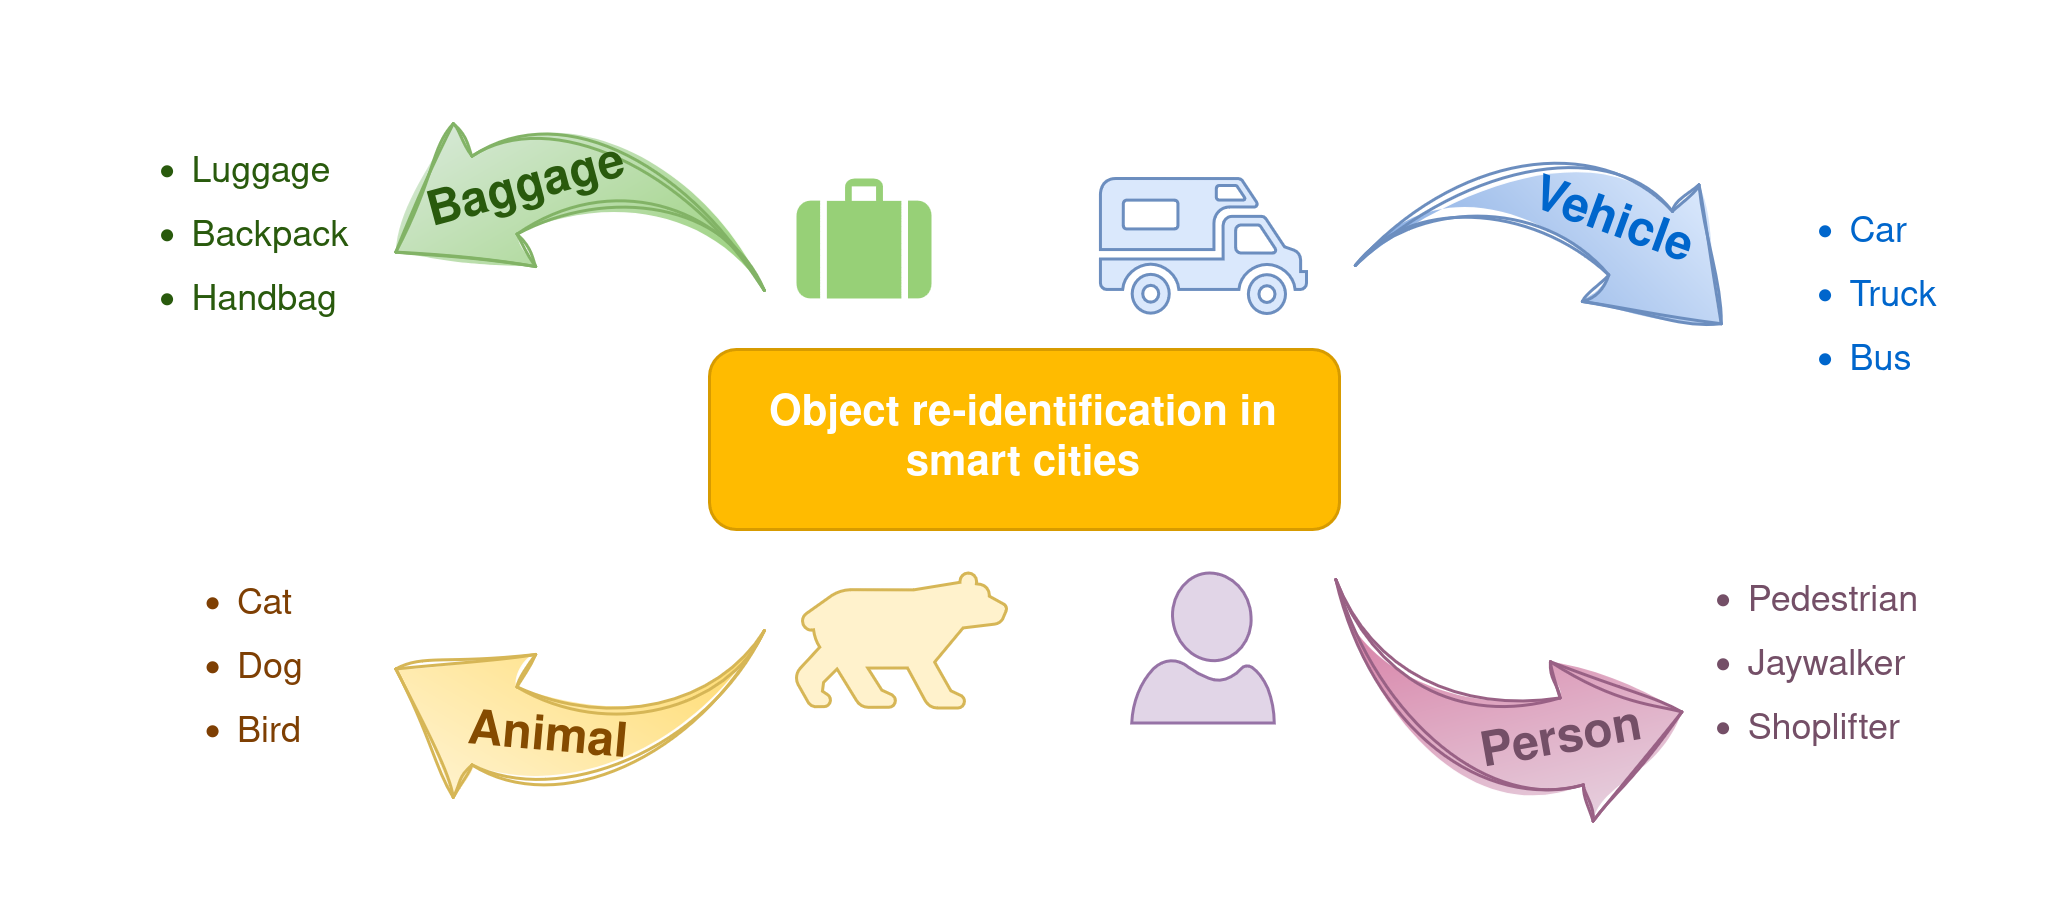 Baggage
Luggage
Backpack
Handbag
Vehicle
Car
Truck
Bus
Object re-identification in
smart cities
Animal
Cat
Dog
Bird
Person
Pedestrian
Jaywalker
Shoplifter